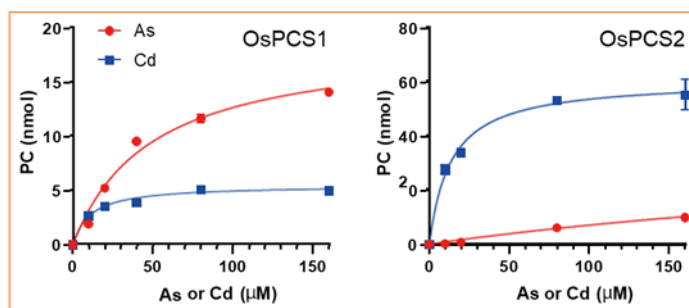 OsPCS1
As
Cd
PC (nmol)
20
15
10
5
0
0
50
100
150
As or Cd (μM)
OsPCS2
PC (nmol)
80
60
40
20
0
0
50
100
150
As or Cd (μM)